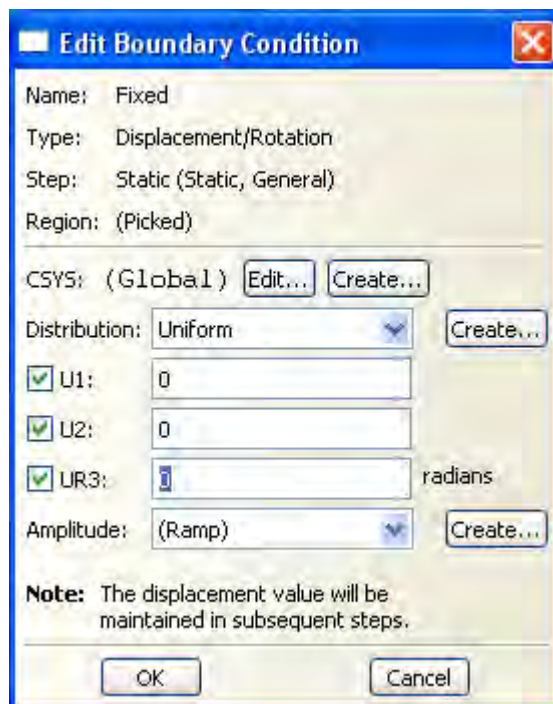 Edit Boundary Condition
Name: Fixed
Type: Displacement/Rotation
Step: Static (Static, General)
Region: (Picked)
CSYS: (Global) Edit... Create...
Distribution: Uniform Create...
U1: 0
U2: 0
UR3: 0 radians
Amplitude: (Ramp) Create...
Note: The displacement value will be
maintained in subsequent steps.
OK Cancel